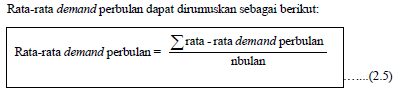 Rata-rata demand perbulan dapat dirumuskan sebagai berikut:
Rata-rata demand perbulan = ∑rata - rata demand perbulan
nbulan
.......(2.5)